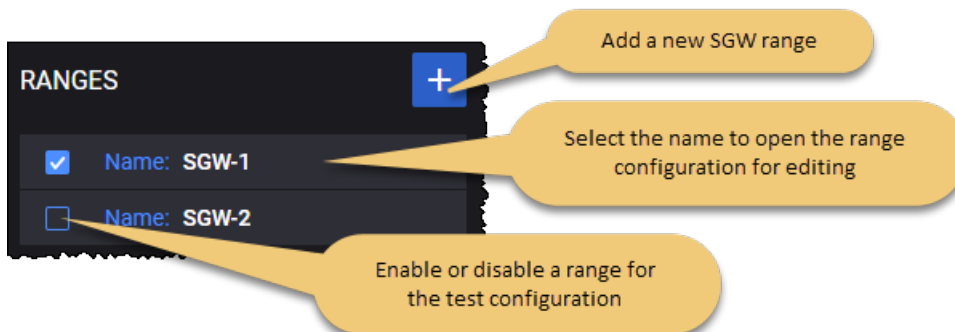 Add a new SGW range
RANGES
+
Select the name to open the range
configuration for editing
Name: SGW-1
Name: SGW-2
Enable or disable a range for
the test configuration